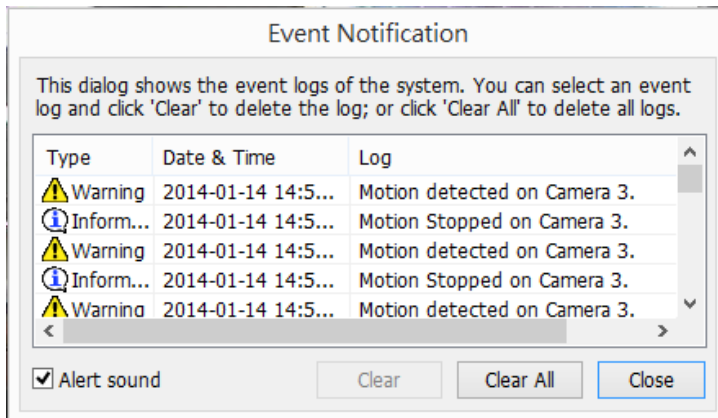 Event Notification
This dialog shows the event logs of the system. You can select an event
log and click 'Clear' to delete the log; or click 'Clear All' to delete all logs.
Type Date & Time Log
Warning 2014-01-14 14:5... Motion detected on Camera 3.
Inform... 2014-01-14 14:5... Motion Stopped on Camera 3.
Warning 2014-01-14 14:5... Motion detected on Camera 3.
Inform... 2014-01-14 14:5... Motion Stopped on Camera 3.
Warning 2014-01-14 14:5... Motion detected on Camera 3.
Alert sound Clear Clear All Close